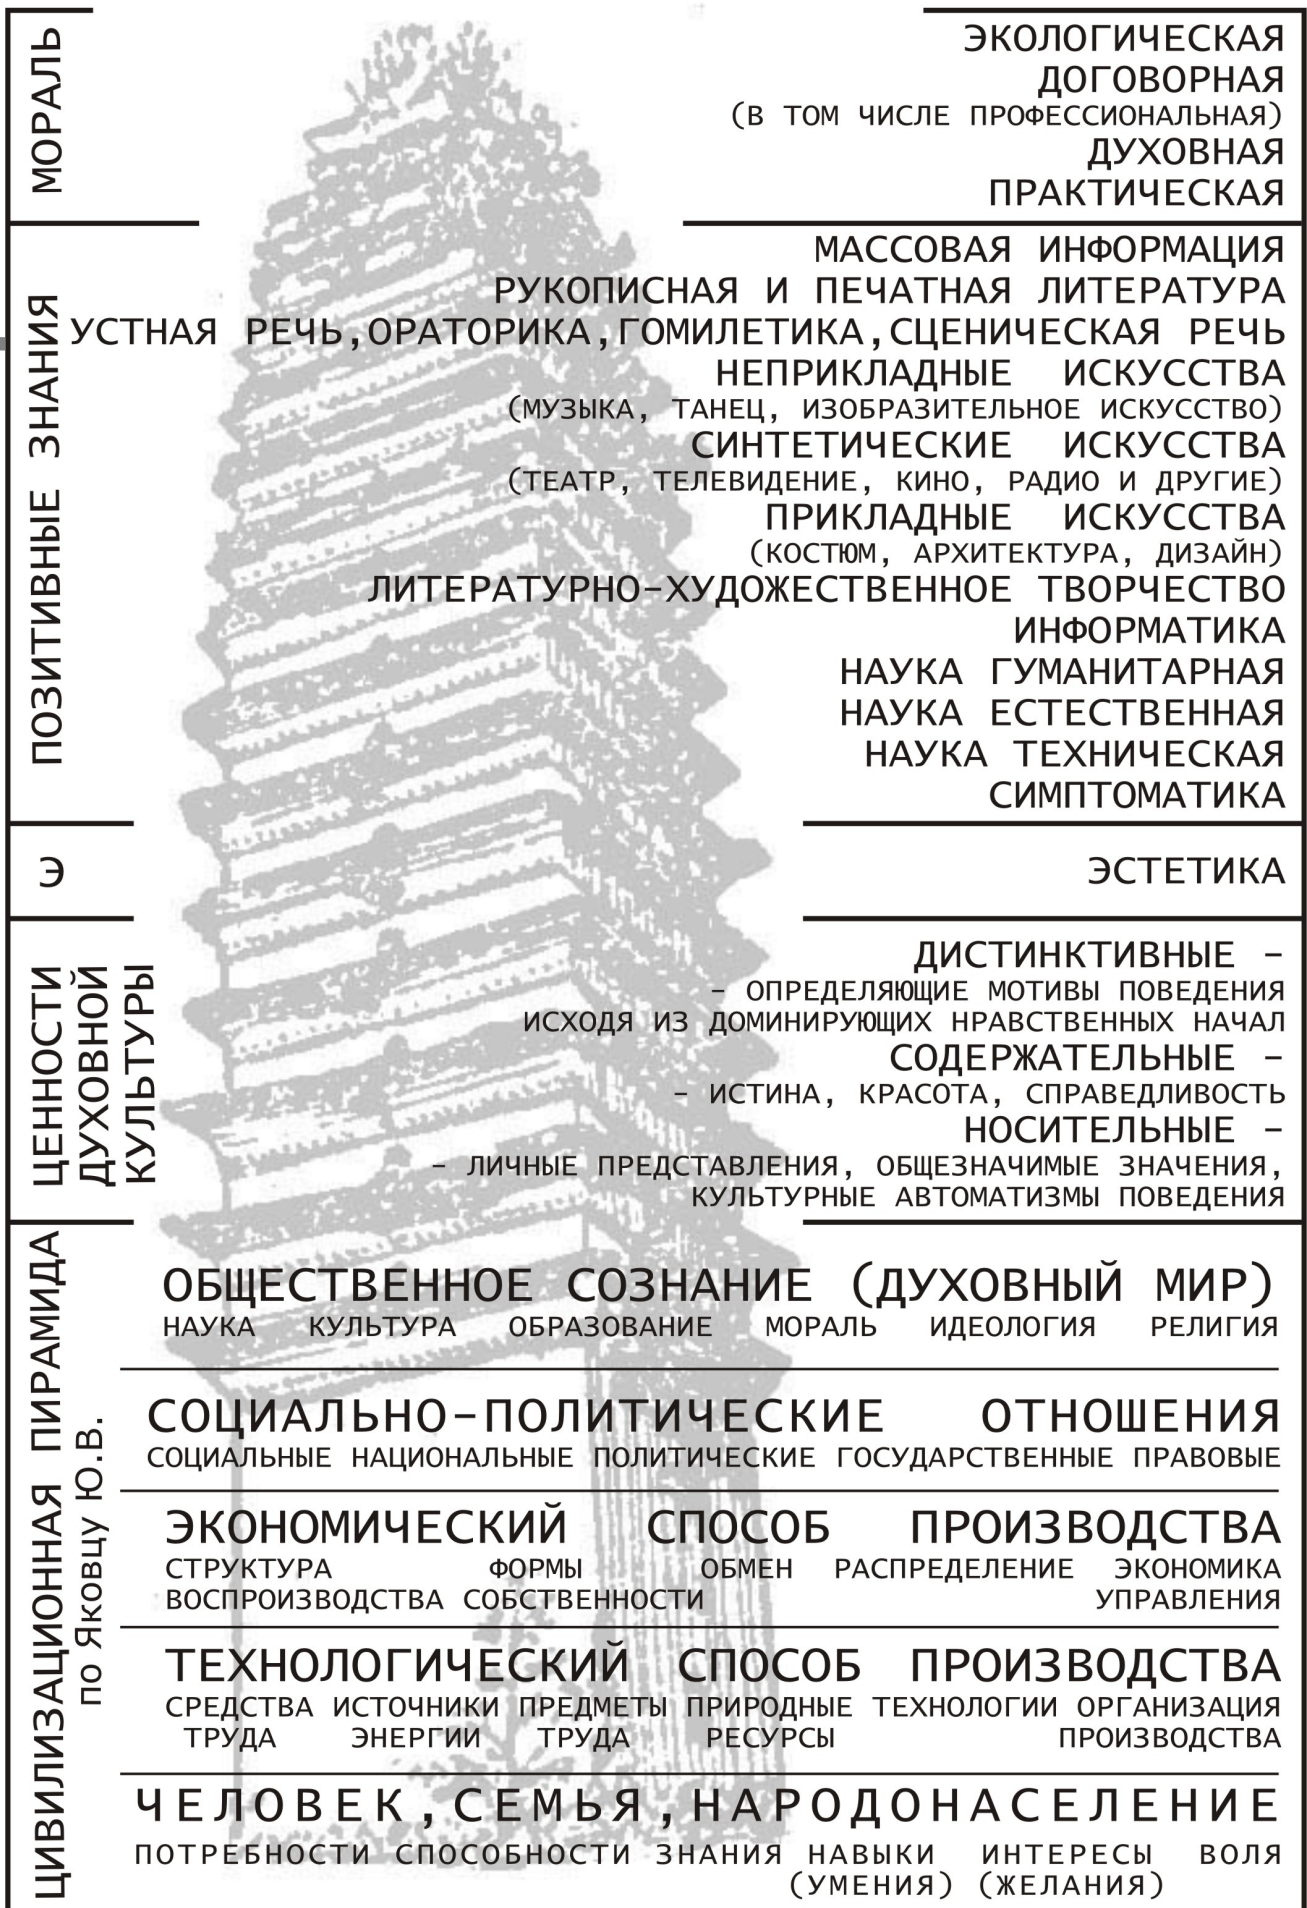 МОРАЛЬ
ЭКОЛОГИЧЕСКАЯ
ДОГОВОРНАЯ
(В ТОМ ЧИСЛЕ ПРОФЕССИОНАЛЬНАЯ)
ДУХОВНАЯ
ПРАКТИЧЕСКАЯ
ПОЗИТИВНЫЕ ЗНАНИЯ
МАССОВАЯ ИНФОРМАЦИЯ
РУКОПИСНАЯ И ПЕЧАТНАЯ ЛИТЕРАТУРА
УСТНАЯ РЕЧЬ,ОРАТОРИКА,ГОМИЛЕТИКА,СЦЕНИЧЕСКАЯ РЕЧЬ
НЕПРИКЛАДНЫЕ ИСКУССТВА
(МУЗЫКА, ТАНЕЦ, ИЗОБРАЗИТЕЛЬНОЕ ИСКУССТВО)
СИНТЕТИЧЕСКИЕ ИСКУССТВА
(ТЕАТР, ТЕЛЕВИДЕНИЕ, КИНО, РАДИО И ДРУГИЕ)
ПРИКЛАДНЫЕ ИСКУССТВА
(КОСТЮМ, АРХИТЕКТУРА, ДИЗАЙН)
ЛИТЕРАТУРНО-ХУДОЖЕСТВЕННОЕ ТВОРЧЕСТВО
ИНФОРМАТИКА
НАУКА ГУМАНИТАРНАЯ
НАУКА ЕСТЕСТВЕННАЯ
НАУКА ТЕХНИЧЕСКАЯ
СИМПТОМАТИКА
Э
ЭСТЕТИКА
ЦЕННОСТИ
ДУХОВНОЙ
КУЛЬТУРЫ
ДИСТИНКТИВНЫЕ –
– ОПРЕДЕЛЯЮЩИЕ МОТИВЫ ПОВЕДЕНИЯ
ИСХОДЯ ИЗ ДОМИНИРУЮЩИХ НРАВСТВЕННЫХ НАЧАЛ
СОДЕРЖАТЕЛЬНЫЕ –
– ИСТИНА, КРАСОТА, СПРАВЕДЛИВОСТЬ
НОСИТЕЛЬНЫЕ –
– ЛИЧНЫЕ ПРЕДСТАВЛЕНИЯ, ОБЩЕЗНАЧИМЫЕ ЗНАЧЕНИЯ,
КУЛЬТУРНЫЕ АВТОМАТИЗМЫ ПОВЕДЕНИЯ
ЦИВИЛИЗАЦИОННАЯ ПИРАМИДА
по Яковцу Ю.В.
ОБЩЕСТВЕННОЕ СОЗНАНИЕ (ДУХОВНЫЙ МИР)
НАУКА КУЛЬТУРА ОБРАЗОВАНИЕ МОРАЛЬ ИДЕОЛОГИЯ РЕЛИГИЯ
СОЦИАЛЬНО-ПОЛИТИЧЕСКИЕ ОТНОШЕНИЯ
СОЦИАЛЬНЫЕ НАЦИОНАЛЬНЫЕ ПОЛИТИЧЕСКИЕ ГОСУДАРСТВЕННЫЕ ПРАВОВЫЕ
ЭКОНОМИЧЕСКИЙ СПОСОБ ПРОИЗВОДСТВА
СТРУКТУРА ФОРМЫ ОБМЕН РАСПРЕДЕЛЕНИЕ ЭКОНОМИКА
ВОСПРОИЗВОДСТВА СОБСТВЕННОСТИ УПРАВЛЕНИЯ
ТЕХНОЛОГИЧЕСКИЙ СПОСОБ ПРОИЗВОДСТВА
СРЕДСТВА ИСТОЧНИКИ ПРЕДМЕТЫ ПРИРОДНЫЕ ТЕХНОЛОГИИ ОРГАНИЗАЦИЯ
ТРУДА ЭНЕРГИИ ТРУДА РЕСУРСЫ ПРОИЗВОДСТВА
ЧЕЛОВЕК,СЕМЬЯ,НАРОДОНАСЕЛЕНИЕ
ПОТРЕБНОСТИ СПОСОБНОСТИ ЗНАНИЯ НАВЫКИ ИНТЕРЕСЫ ВОЛЯ
(УМЕНИЯ) (ЖЕЛАНИЯ)